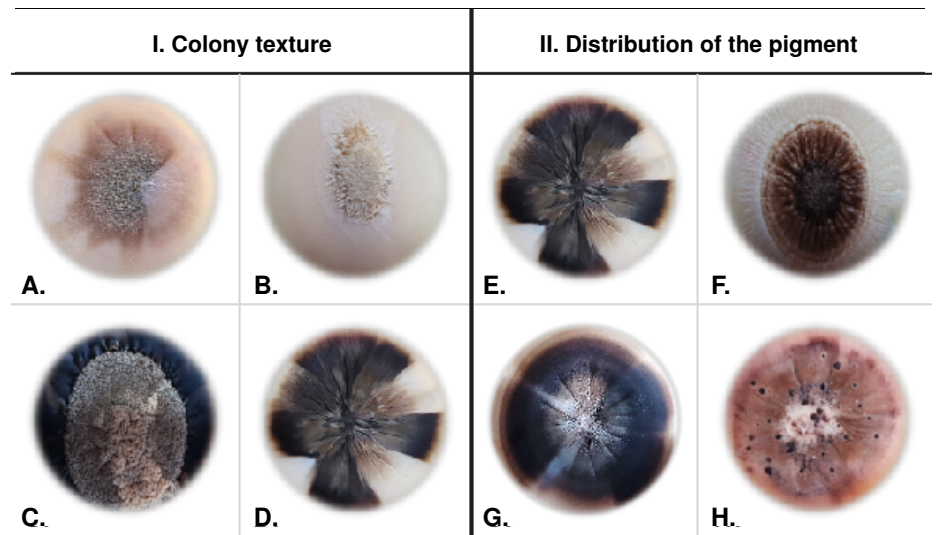 I. Colony texture
II. Distribution of the pigment
A.
B.
E.
F.
C.
D.
G.
H.